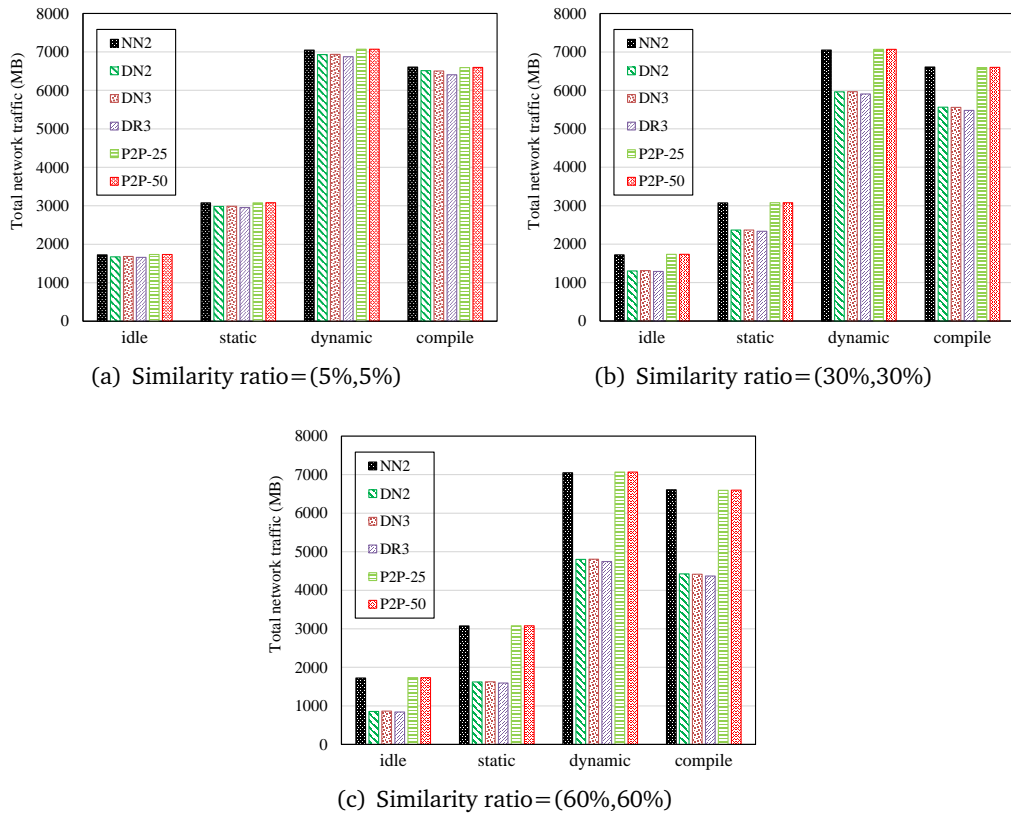 8000
7000
6000
5000
4000
3000
2000
1000
0
Total network traffic (MB)
NN2
DN2
DN3
DR3
P2P-25
P2P-50
idle static dynamic compile
(a) Similarity ratio=(5%,5%)
8000
7000
6000
5000
4000
3000
2000
1000
0
Total network traffic (MB)
NN2
DN2
DN3
DR3
P2P-25
P2P-50
idle static dynamic compile
(b) Similarity ratio=(30%,30%)
8000
7000
6000
5000
4000
3000
2000
1000
0
Total network traffic (MB)
NN2
DN2
DN3
DR3
P2P-25
P2P-50
idle static dynamic compile
(c) Similarity ratio=(60%,60%)